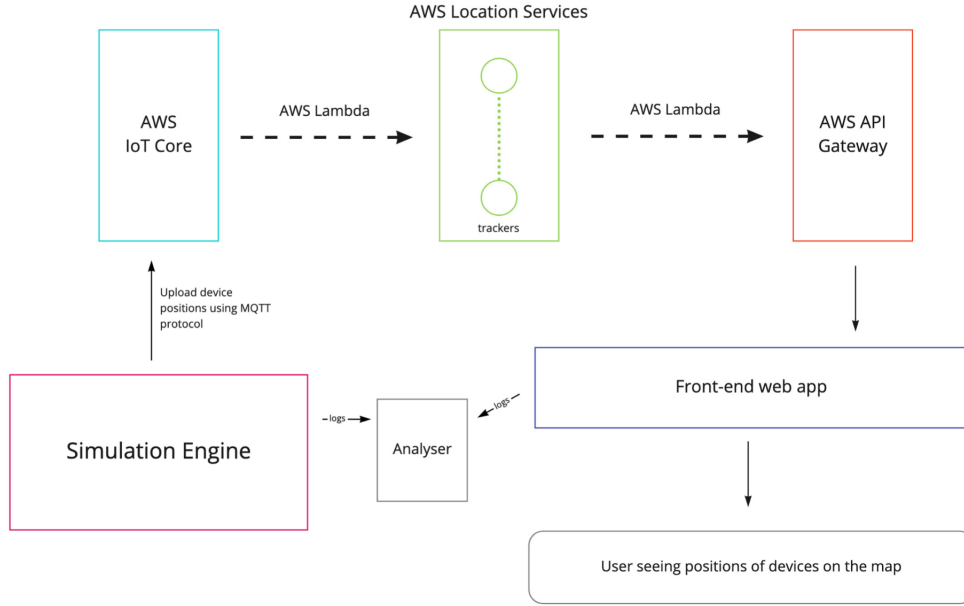 AWS Location Services
AWS
IoT Core
AWS Lambda
trackers
AWS Lambda
AWS API
Gateway
Upload device
positions using MQTT
protocol
Simulation Engine
logs
Analyser
logs
Front-end web app
User seeing positions of devices on the map